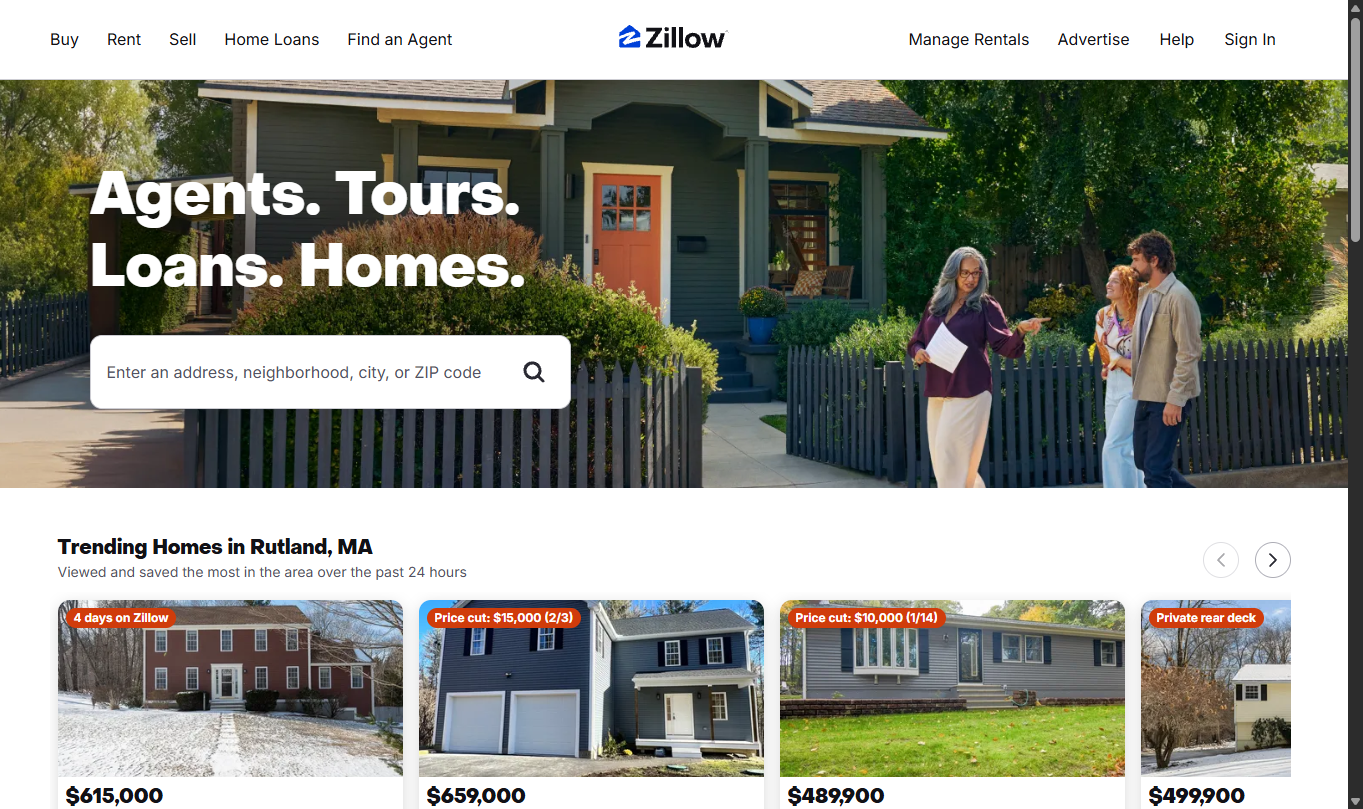 Buy
Rent
Sell
Home Loans
Find an Agent
Zillow
Manage Rentals
Advertise
Help
Sign In
Agents. Tours.
Loans. Homes.
Enter an address, neighborhood, city, or ZIP code
Trending Homes in Rutland, MA
Viewed and saved the most in the area over the past 24 hours
4 days on Zillow
Price cut: $15,000 (2/3)
Price cut: $10,000 (1/14)
Private rear deck
$615,000
$659,000
$489,900
$499,900